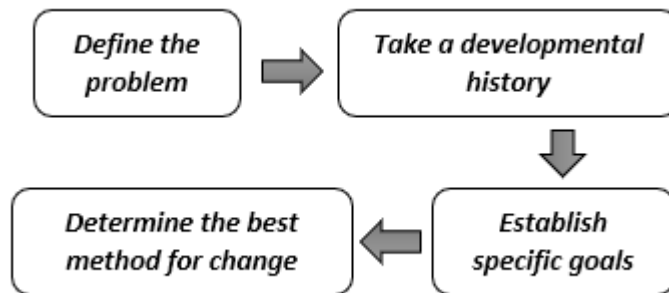 Define the
problem
Take a developmental
history
Establish
specific goals
Determine the best
method for change